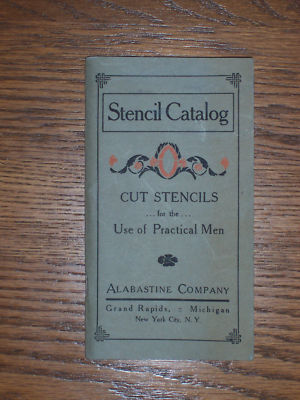 Stencil Catalog
CUT STENCILS
... for the ...
Use of Practical Men
ALABASTINE COMPANY
Grand Rapids, :: Michigan
New York City, N. Y.